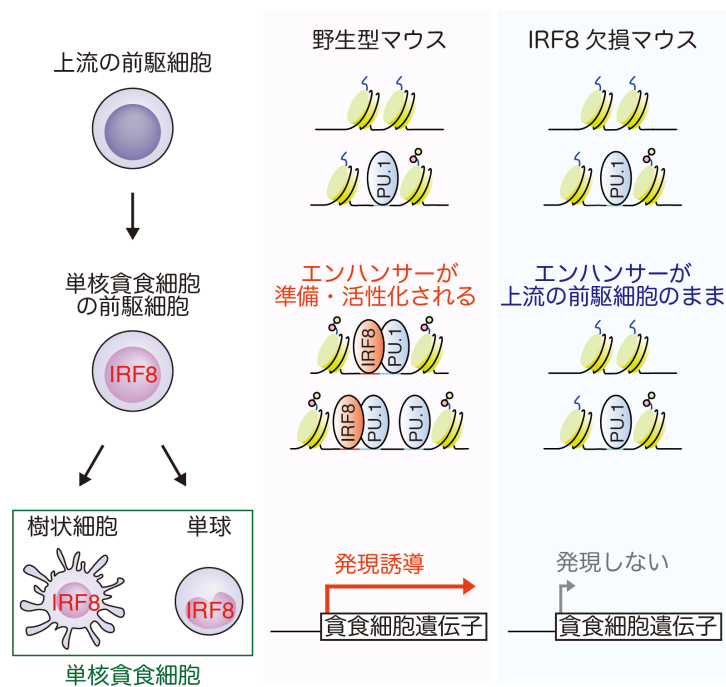 上流の前駆細胞
単核貪食細胞
の前駆細胞
IRF8
樹状細胞
単球
IRF8
IRF8
単核貪食細胞
野生型マウス
PU.1
エンハンサーが
準備・活性化される
IRF8
PU.1
IRF8
PU.1
PU.1
発現誘導
貪食細胞遺伝子
IRF8 欠損マウス
PU.1
エンハンサーが
上流の前駆細胞のまま
PU.1
発現しない
貪食細胞遺伝子